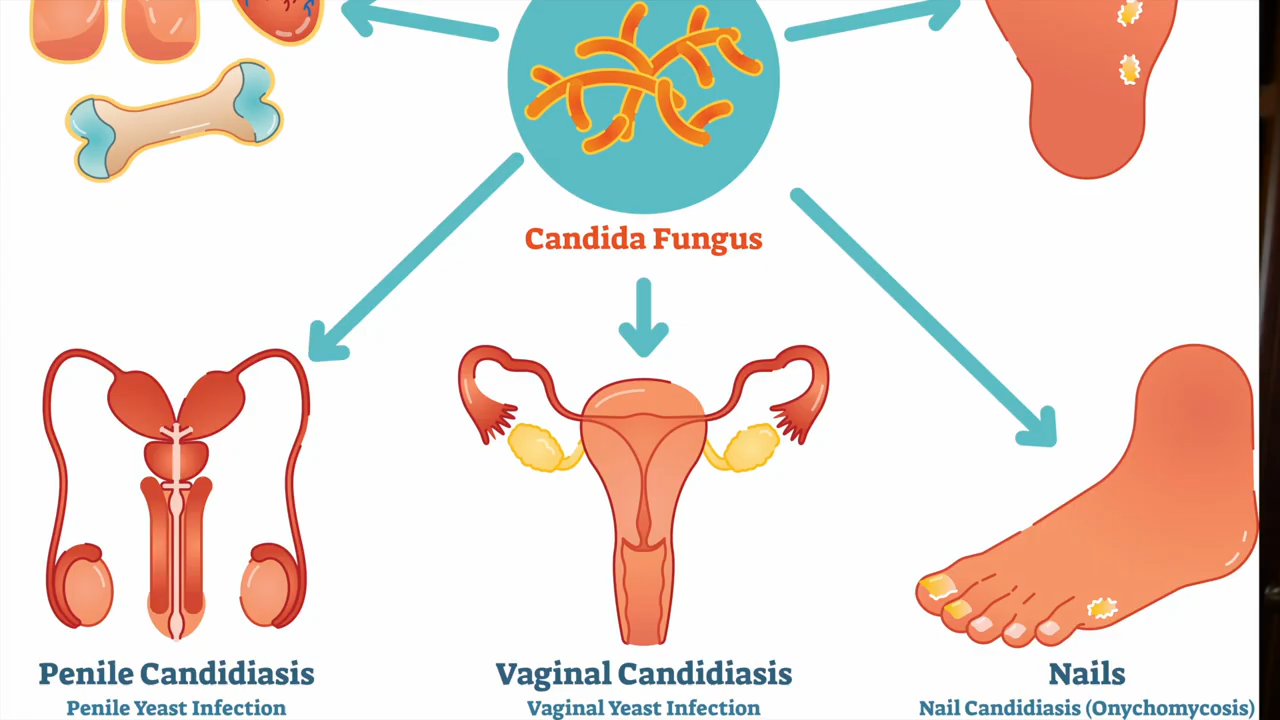 Candida Fungus
Penile Candidiasis
Penile Yeast Infection
Vaginal Candidiasis
Vaginal Yeast Infection
Nails
Nail Candidiasis (Onychomycosis)